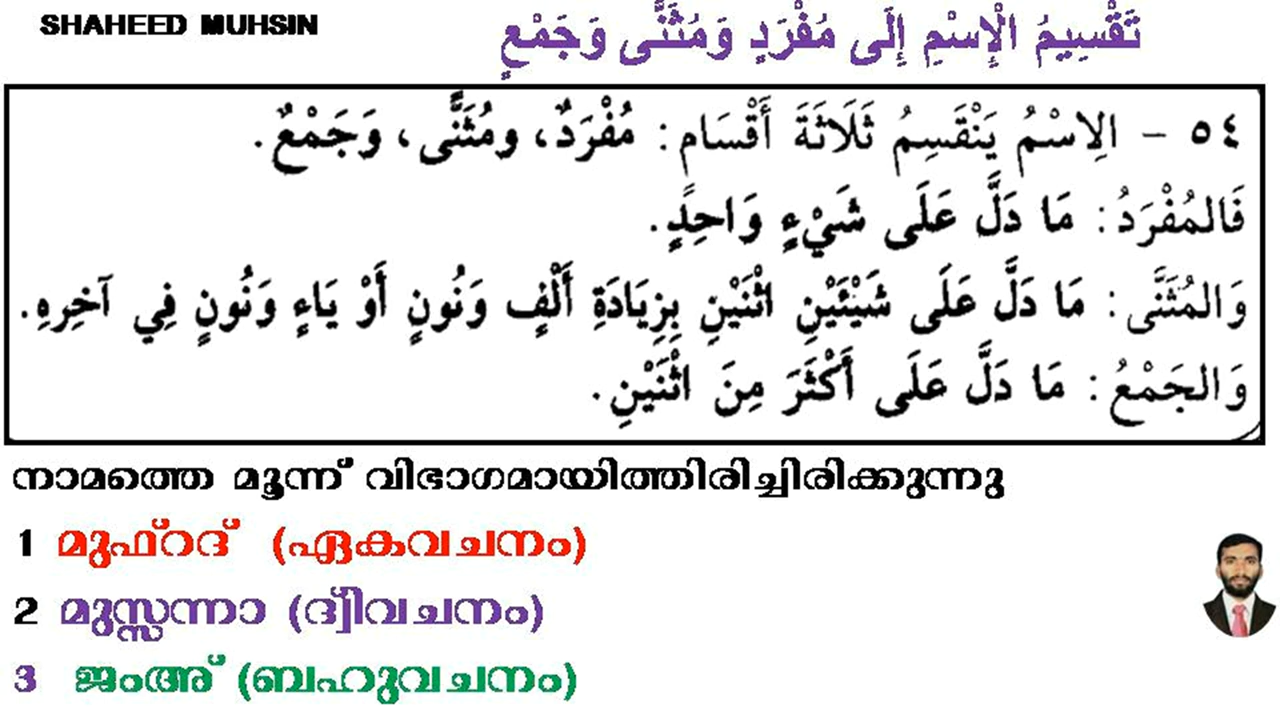 SHAHEED MUHSIN
تَقْسِيمُ الْإِسْمِ إِلَى مُفْرَدٍ وَمُثَنَّى وَجَمْعٍ
٥٤ - الِاسْمُ يَنْقَسِمُ ثَلَاثَةَ أَقْسَام: مُفْرَدٌ، ومُثَنًّى، وَجَمْعٌ.
فَالمُفْرَدُ: مَا دَلَّ عَلَى شَيْءٍ وَاحِدٍ.
وَالمُثَنَّى: مَا دَلَّ عَلَى شَيْئَيْنِ اثْنَيْنِ بِزِيَادَةِ أَلْفٍ وَنُونٍ أَوْ يَاءٍ وَنُونٍ فِي آخِرِهِ.
وَالجَمْعُ: مَا دَلَّ عَلَى أَكْثَرَ مِنَ اثْنَيْنِ.
നാമത്തെ മൂന്ന് വിഭാഗമായിത്തിരിച്ചിരിക്കുന്നു
1 മുഫ്റദ് (ഏകവചനം)
2 മുസ്സന്നാ (ദ്വീവചനം)
3 ജംഅ് (ബഹുവചനം)